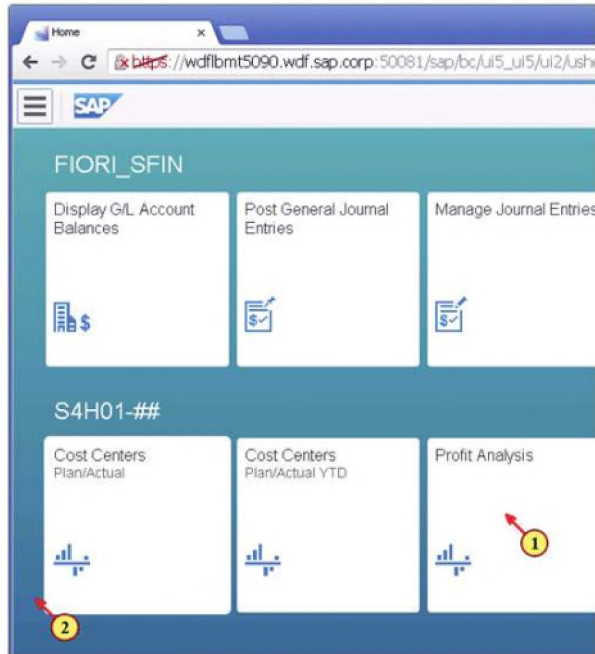 Home
https://wdflbmt5090.wdf.sap.corp:50081/sap/bc/ui5_ui5/ui2/ushe
SAP
FIORI_SFIN
Display G/L Account
Balances
Post General Journal
Entries
Manage Journal Entries
S4H01-##
Cost Centers
Plan/Actual
Cost Centers
Plan/Actual YTD
Profit Analysis
1
2